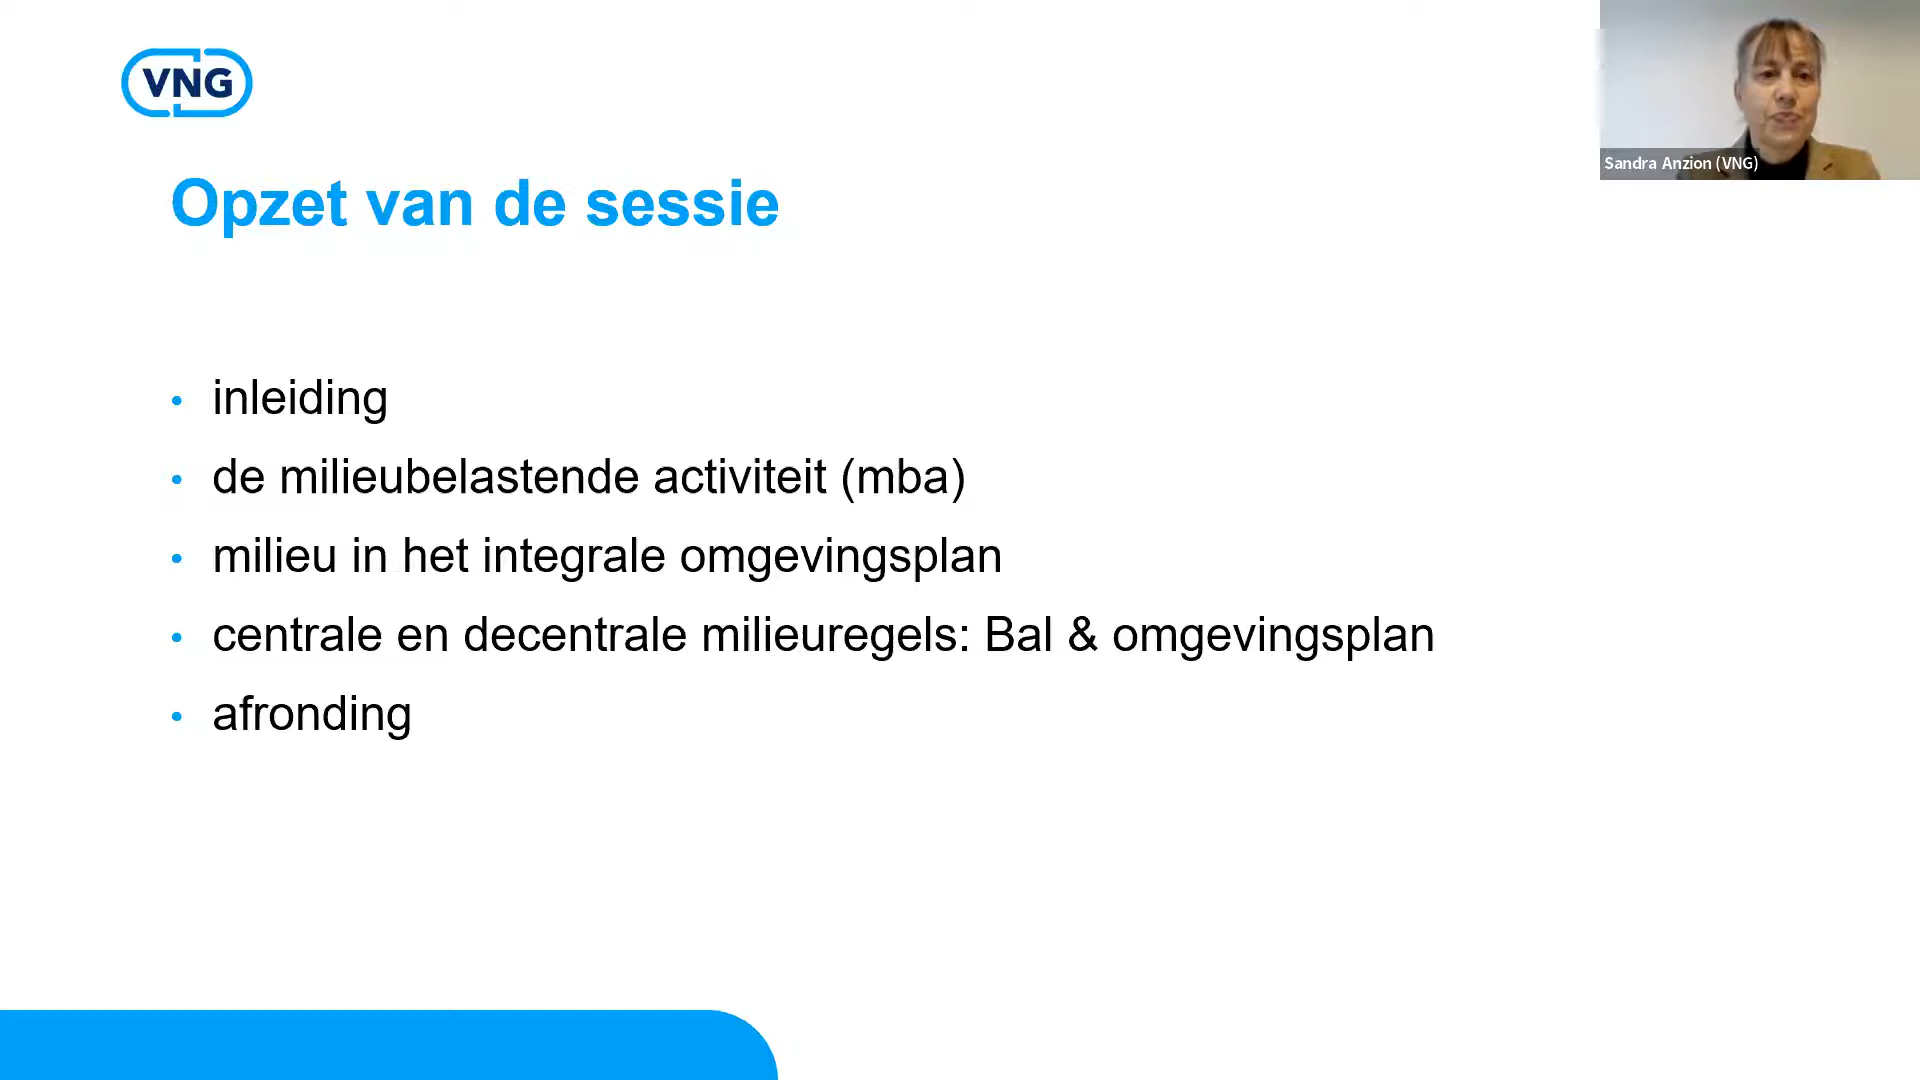 VNG
Sandra Anzion (VNG)
Opzet van de sessie
• inleiding
• de milieubelastende activiteit (mba)
• milieu in het integrale omgevingsplan
• centrale en decentrale milieuregels: Bal & omgevingsplan
• afronding